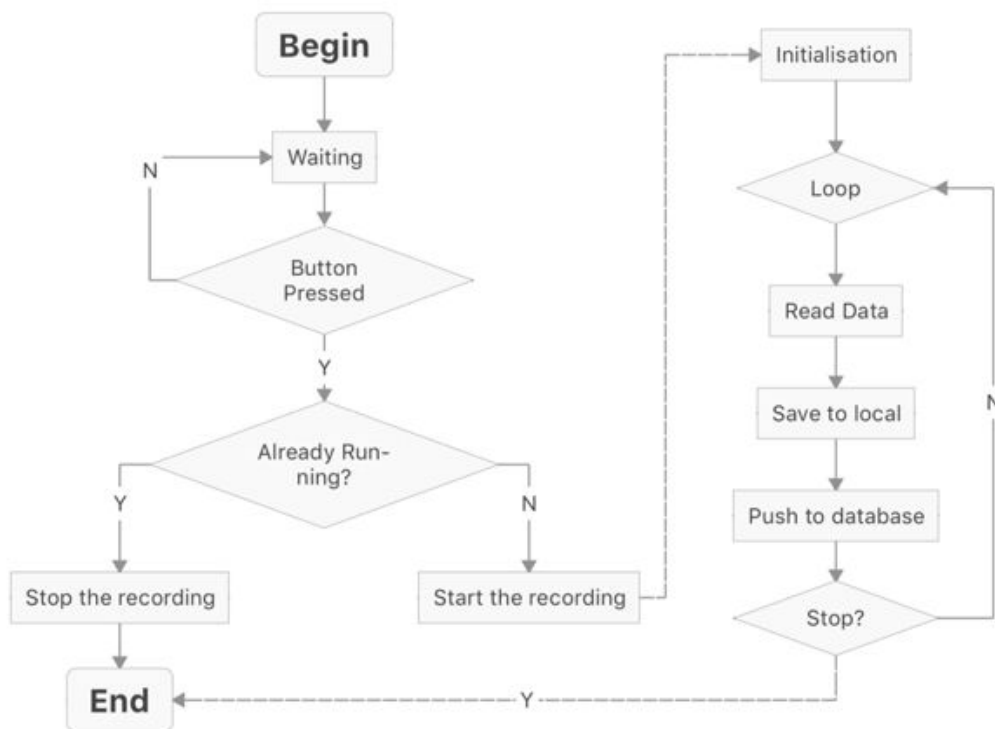 Begin
Waiting
N
Button
Pressed
Y
Already Run-
ning?
Y
N
Stop the recording
Start the recording
End
Initialisation
Loop
Read Data
Save to local
N
Push to database
Stop?
Y